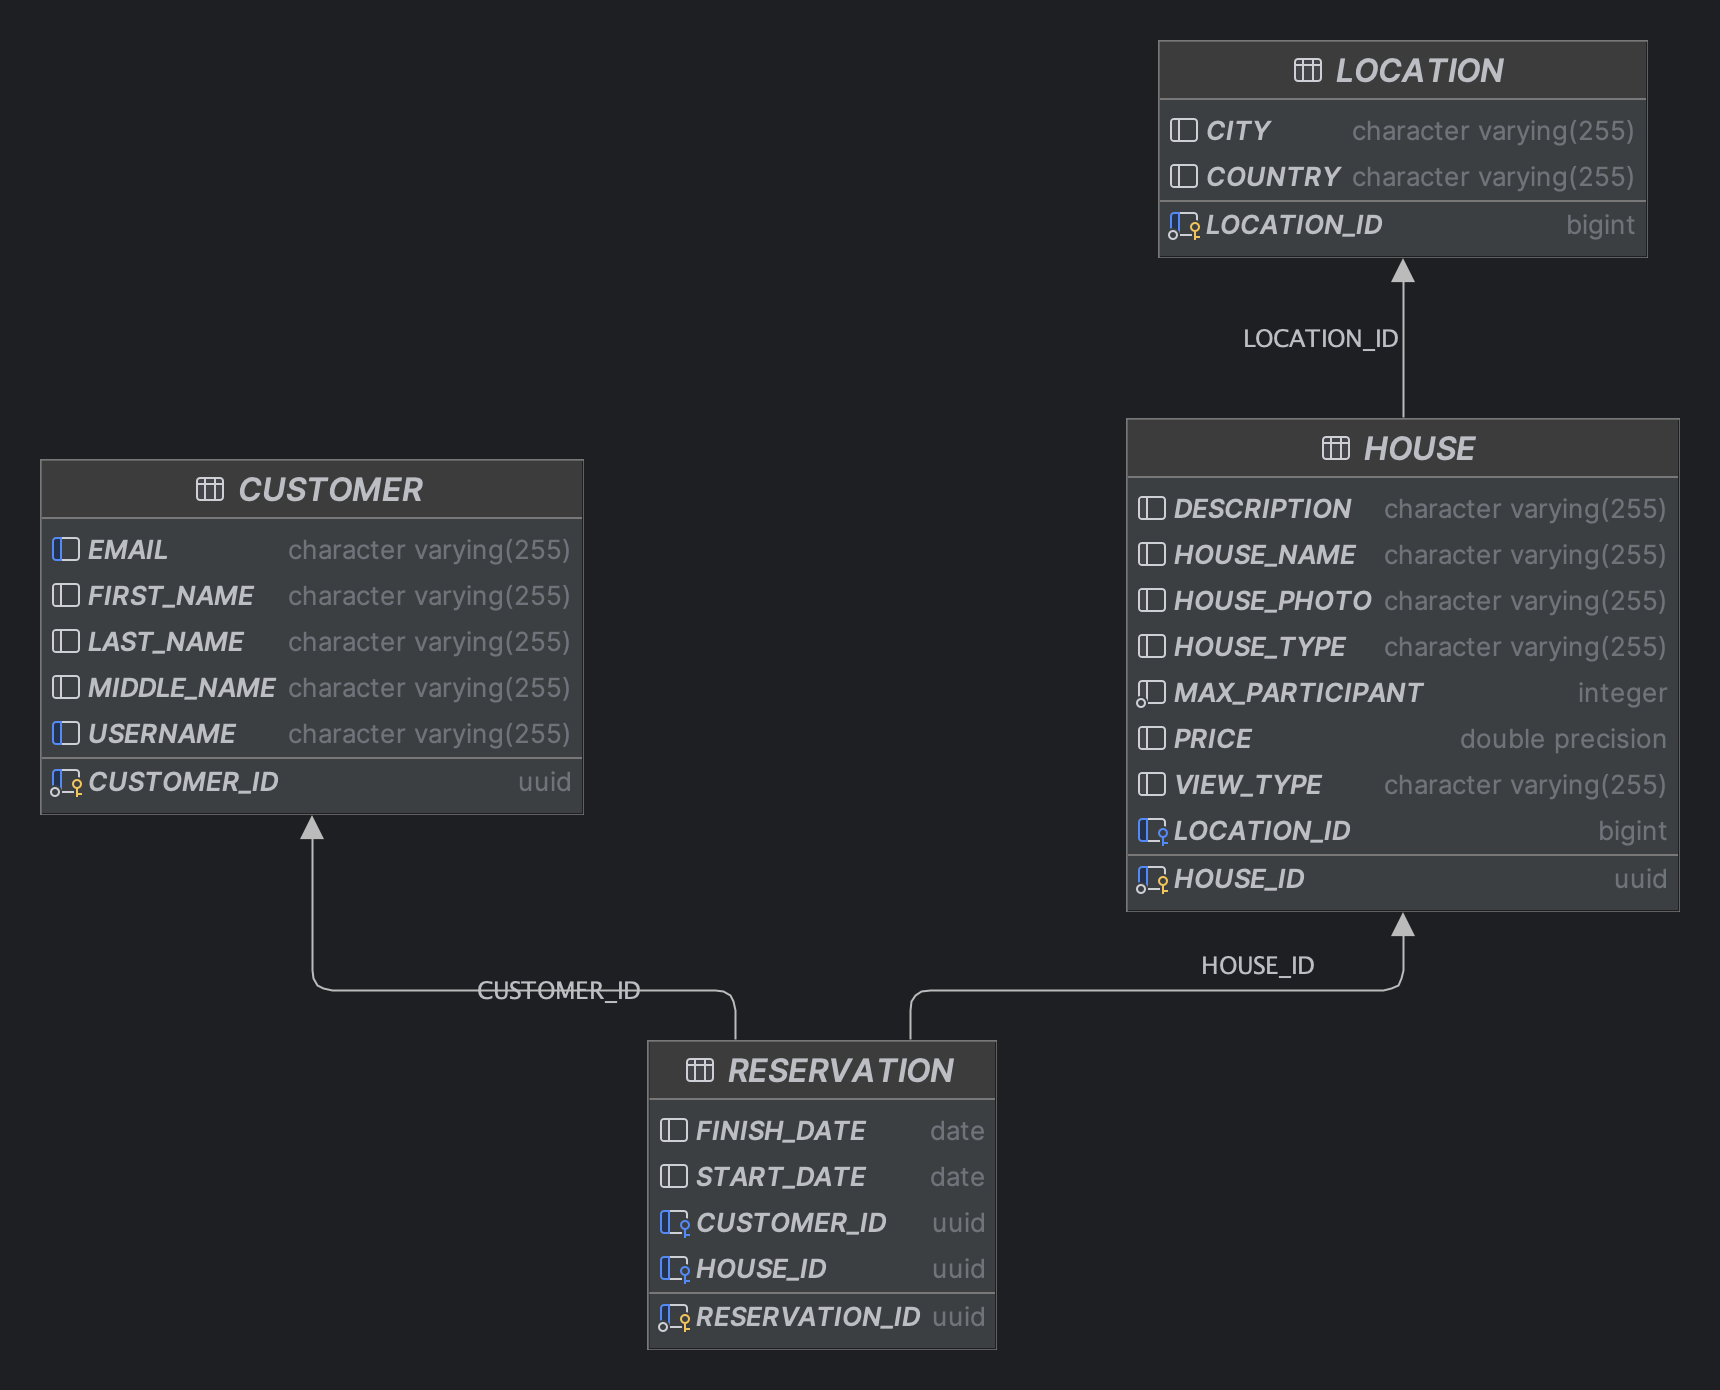 LOCATION
CITY character varying(255)
COUNTRY character varying(255)
LOCATION_ID bigint
LOCATION_ID
HOUSE
DESCRIPTION character varying(255)
HOUSE_NAME character varying(255)
HOUSE_PHOTO character varying(255)
HOUSE_TYPE character varying(255)
MAX_PARTICIPANT integer
PRICE double precision
VIEW_TYPE character varying(255)
LOCATION_ID bigint
HOUSE_ID uuid
CUSTOMER
EMAIL character varying(255)
FIRST_NAME character varying(255)
LAST_NAME character varying(255)
MIDDLE_NAME character varying(255)
USERNAME character varying(255)
CUSTOMER_ID uuid
CUSTOMER_ID
HOUSE_ID
RESERVATION
FINISH_DATE date
START_DATE date
CUSTOMER_ID uuid
HOUSE_ID uuid
RESERVATION_ID uuid